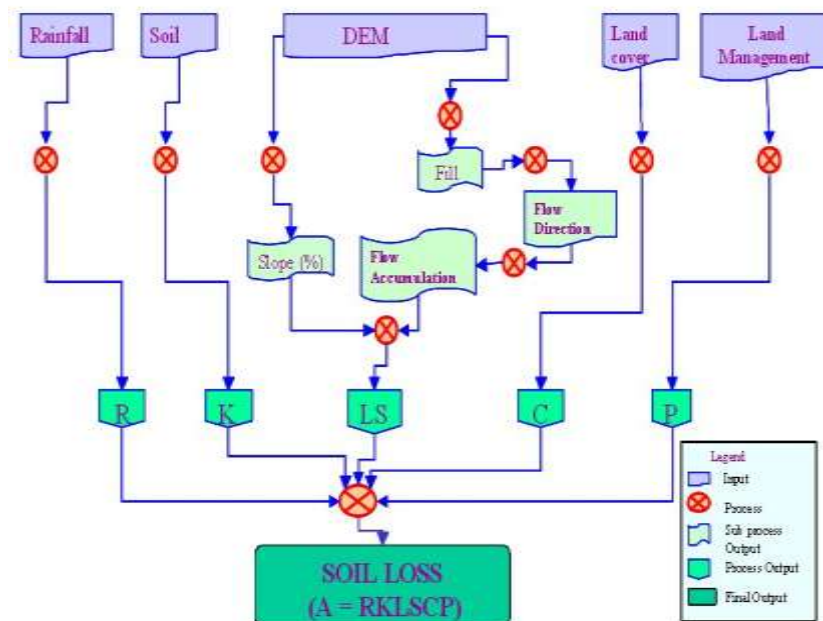 Rainfall
Soil
DEM
Land
cover
Land
Management
Fill
Flow
Direction
Slope (%)
Flow
Accumulation
R
K
LS
C
P
SOIL LOSS
(A = RKLSCP)
Legend
Input
Process
Sub process
Output
Process Output
Final Output